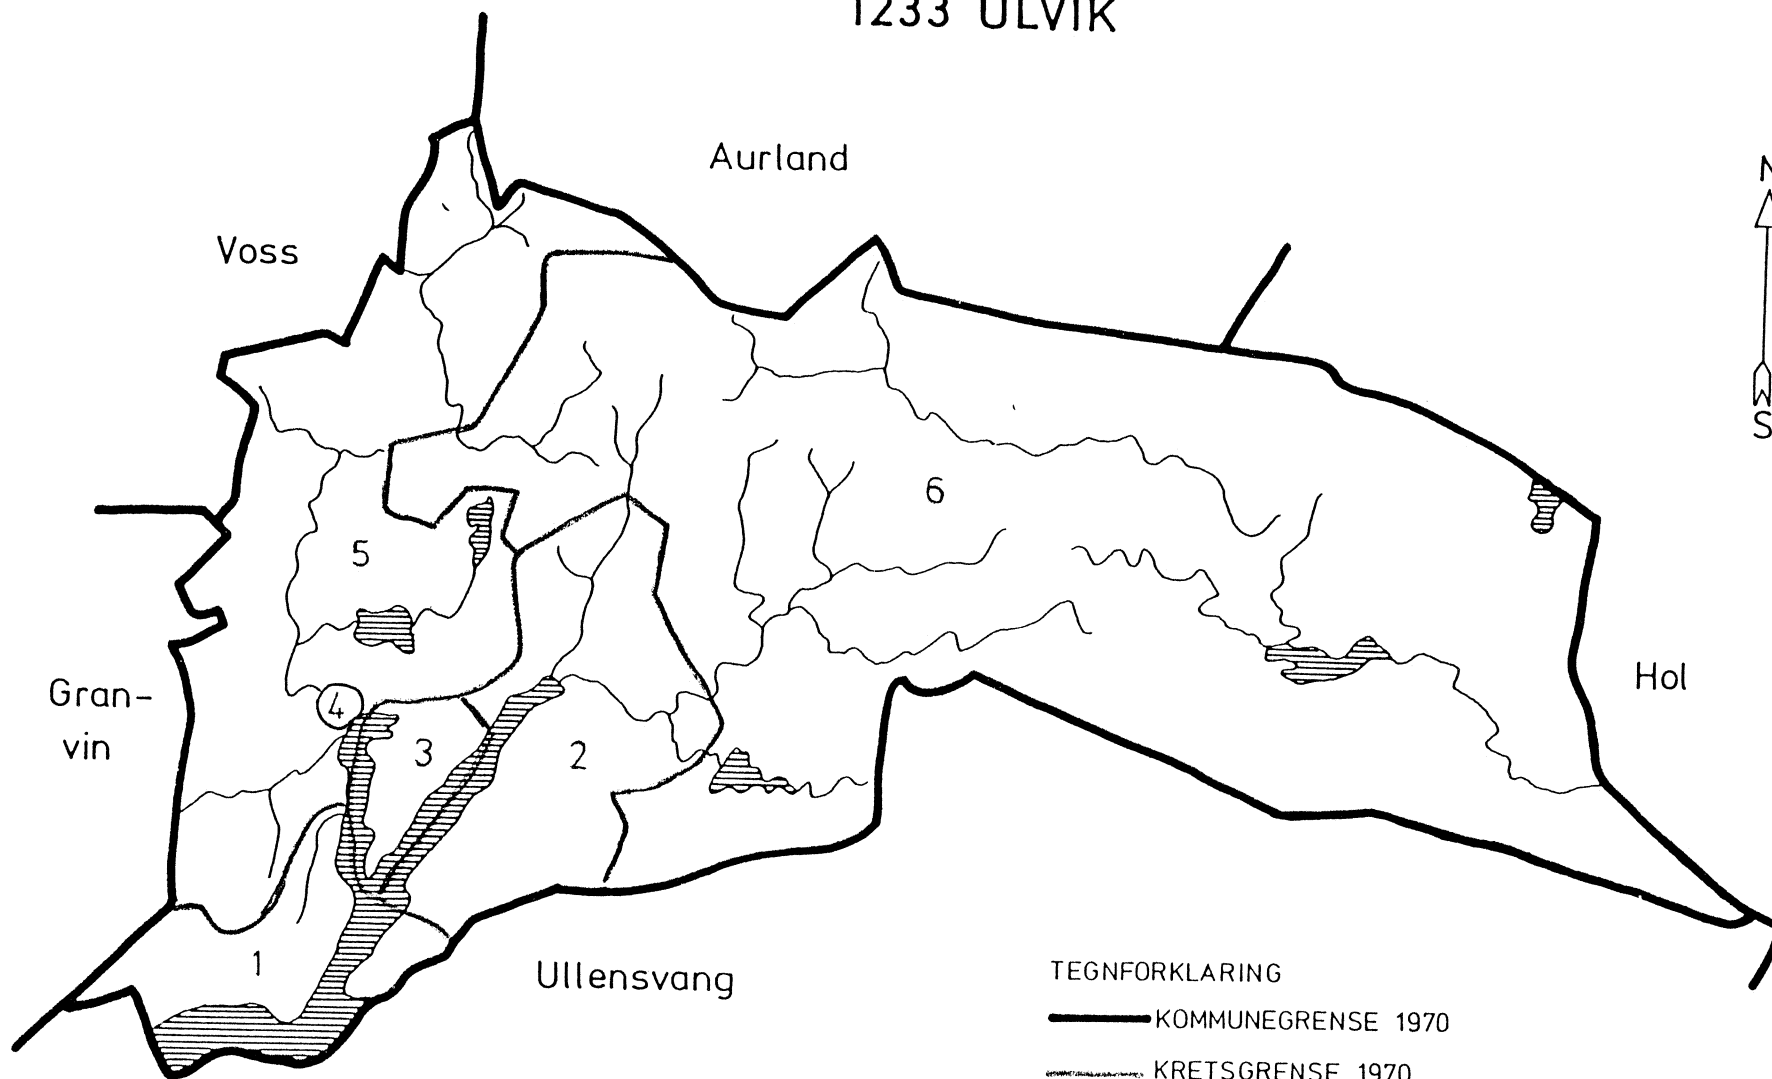 1233 ULVIK
Aurland
N
Voss
S
6
5
Hol
Gran-
vin
4
3
2
1
Ullensvang
TEGNFORKLARING
KOMMUNEGRENSE 1970
KRETSGRENSE 1970